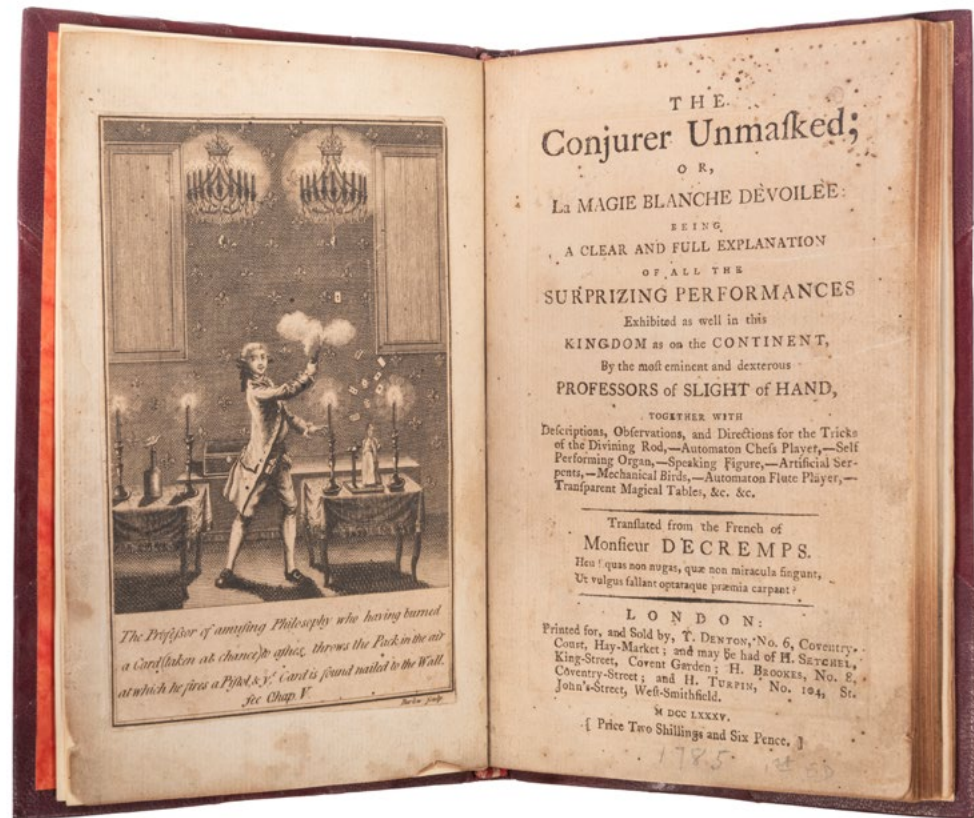 The Professor of amusing Philosophy who having burned
a Card (taken at chance) to ashes, throws the Pack in the air
at which he fires a Pistol & yᵉ Card is found nailed to the Wall.
see Chap. V.
Barlow sculp
THE
Conjurer Unmaſked;
OR,
La MAGIE BLANCHE DÉVOILÉE:
BEING
A CLEAR AND FULL EXPLANATION
OF ALL THE
SURPRIZING PERFORMANCES
Exhibited as well in this
KINGDOM as on the CONTINENT,
By the moſt eminent and dexterous
PROFESSORS of SLIGHT of HAND,
TOGETHER WITH
Deſcriptions, Obſervations, and Directions for the Tricks
of the Divining Rod,—Automaton Cheſs Player,—Self
Performing Organ,—Speaking Figure,—Artificial Ser-
pents,—Mechanical Birds,—Automaton Flute Player,—
Tranſparent Magical Tables, &c. &c.
Tranſlated from the French of
Monſieur DECREMPS.
Heu! quas non nugas, quæ non miracula fingunt,
Ut vulgus fallant optataque præmia carpant?
LONDON:
Printed for, and Sold by, T. DENTON, No. 6, Coventry-
Court, Hay-Market; and may be had of H. SETCHEL,
King-Street, Covent Garden; H. BROOKES, No. 8,
Coventry-Street; and H. TURPIN, No. 104, St.
John's-Street, Weſt-Smithfield.
M DCC LXXXV.
[ Price Two Shillings and Six Pence. ]
1785 1st ED